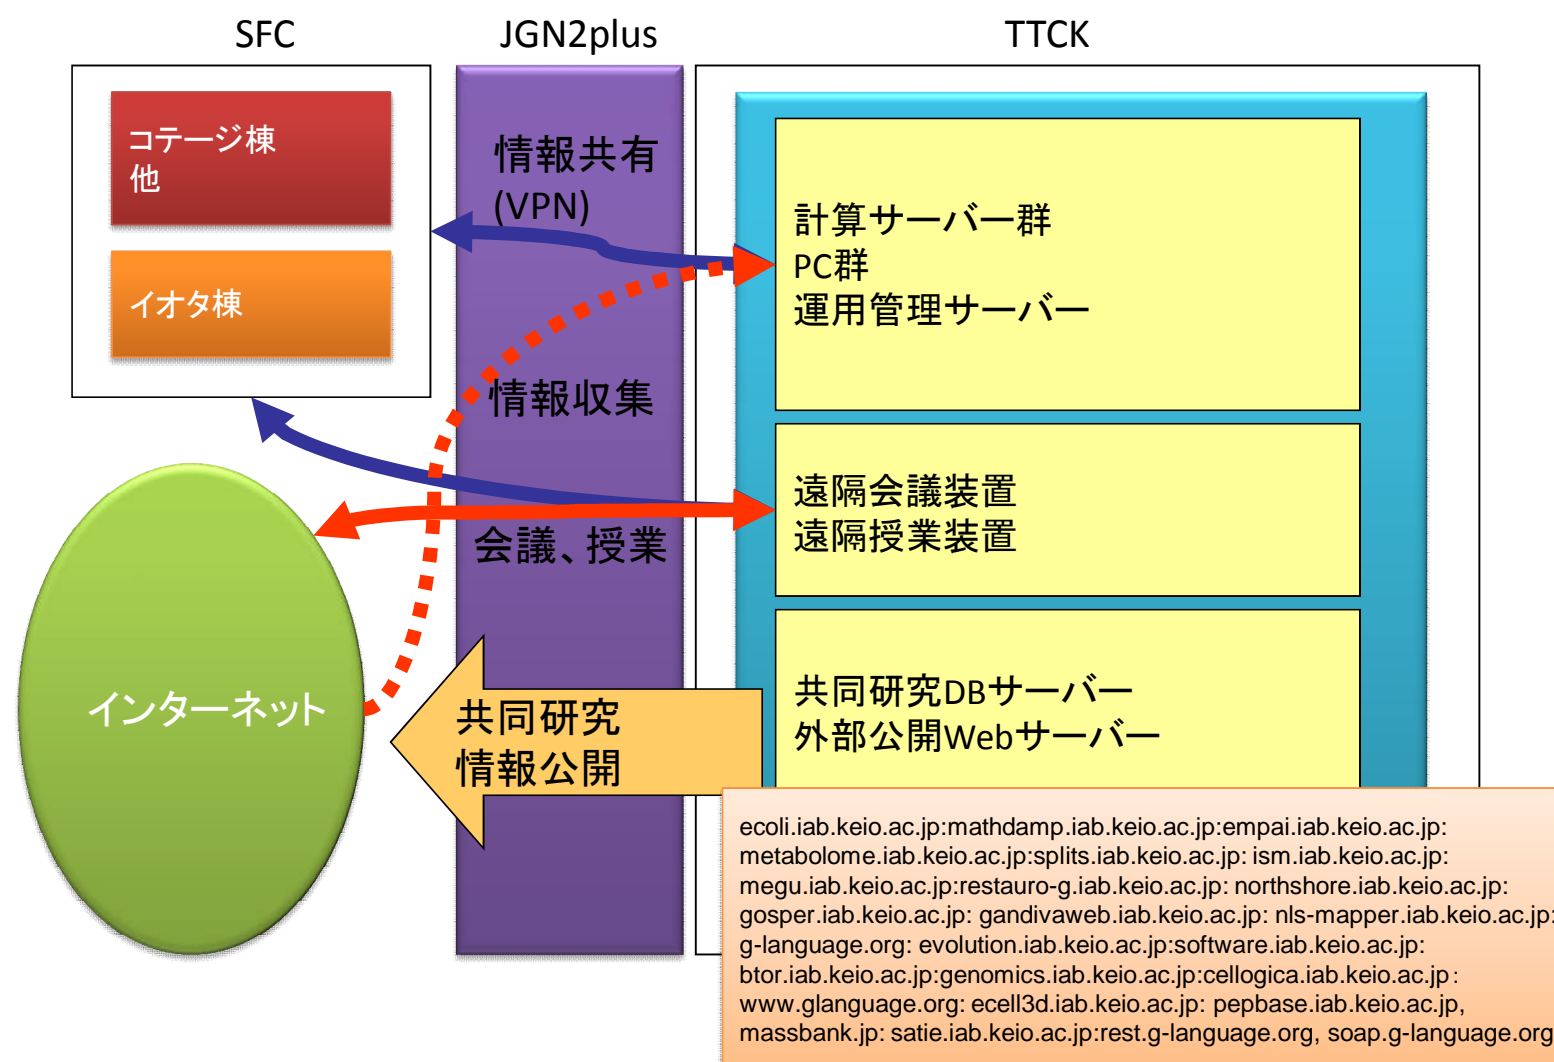 SFC
JGN2plus
TTCK
コテージ棟
他
イオタ棟
情報共有
(VPN)
情報収集
会議、授業
計算サーバー群
PC群
運用管理サーバー
遠隔会議装置
遠隔授業装置
インターネット
共同研究
情報公開
共同研究DBサーバー
外部公開Webサーバー
ecoli.iab.keio.ac.jp:mathdamp.iab.keio.ac.jp:empai.iab.keio.ac.jp:
metabolome.iab.keio.ac.jp:splits.iab.keio.ac.jp: ism.iab.keio.ac.jp:
megu.iab.keio.ac.jp:restauro-g.iab.keio.ac.jp: northshore.iab.keio.ac.jp:
gosper.iab.keio.ac.jp: gandivaweb.iab.keio.ac.jp: nls-mapper.iab.keio.ac.jp:
g-language.org: evolution.iab.keio.ac.jp:software.iab.keio.ac.jp:
btor.iab.keio.ac.jp:genomics.iab.keio.ac.jp:cellogica.iab.keio.ac.jp:
www.glanguage.org: ecell3d.iab.keio.ac.jp: pepbase.iab.keio.ac.jp,
massbank.jp: satie.iab.keio.ac.jp:rest.g-language.org, soap.g-language.org